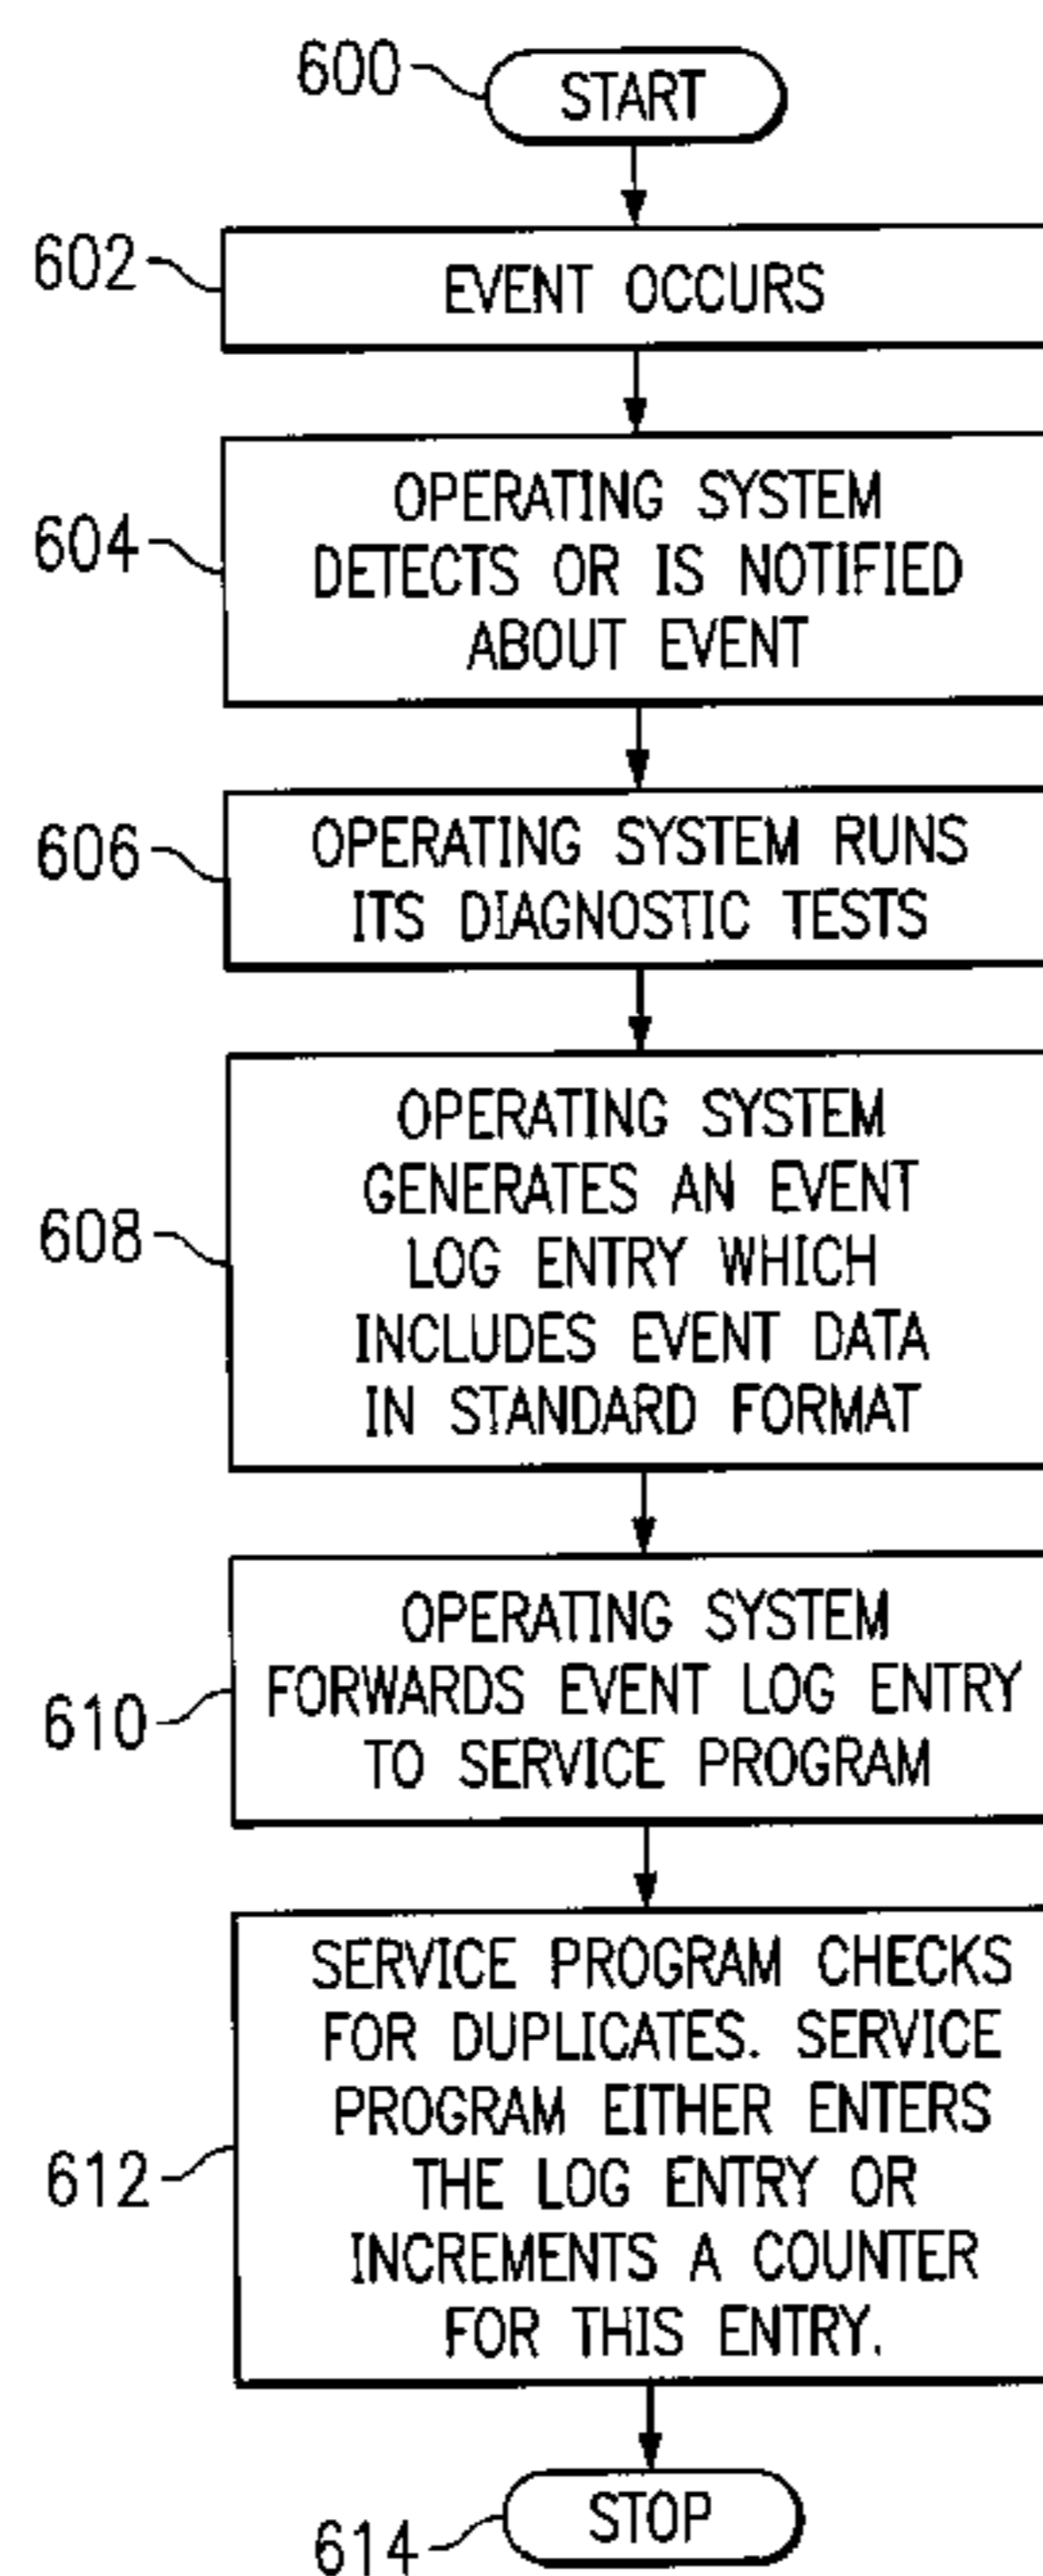 600
START
602
EVENT OCCURS
604
OPERATING SYSTEM
DETECTS OR IS NOTIFIED
ABOUT EVENT
606
OPERATING SYSTEM RUNS
ITS DIAGNOSTIC TESTS
608
OPERATING SYSTEM
GENERATES AN EVENT
LOG ENTRY WHICH
INCLUDES EVENT DATA
IN STANDARD FORMAT
610
OPERATING SYSTEM
FORWARDS EVENT LOG ENTRY
TO SERVICE PROGRAM
612
SERVICE PROGRAM CHECKS
FOR DUPLICATES. SERVICE
PROGRAM EITHER ENTERS
THE LOG ENTRY OR
INCREMENTS A COUNTER
FOR THIS ENTRY.
614
STOP